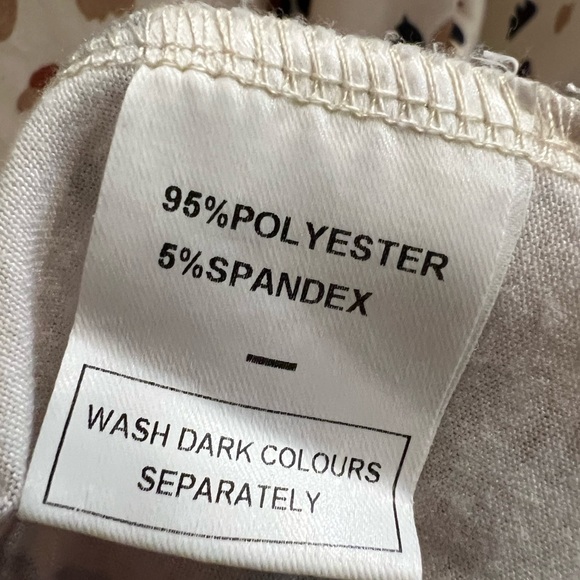 95%POLYESTER
5%SPANDEX
—
WASH DARK COLOURS
SEPARATELY